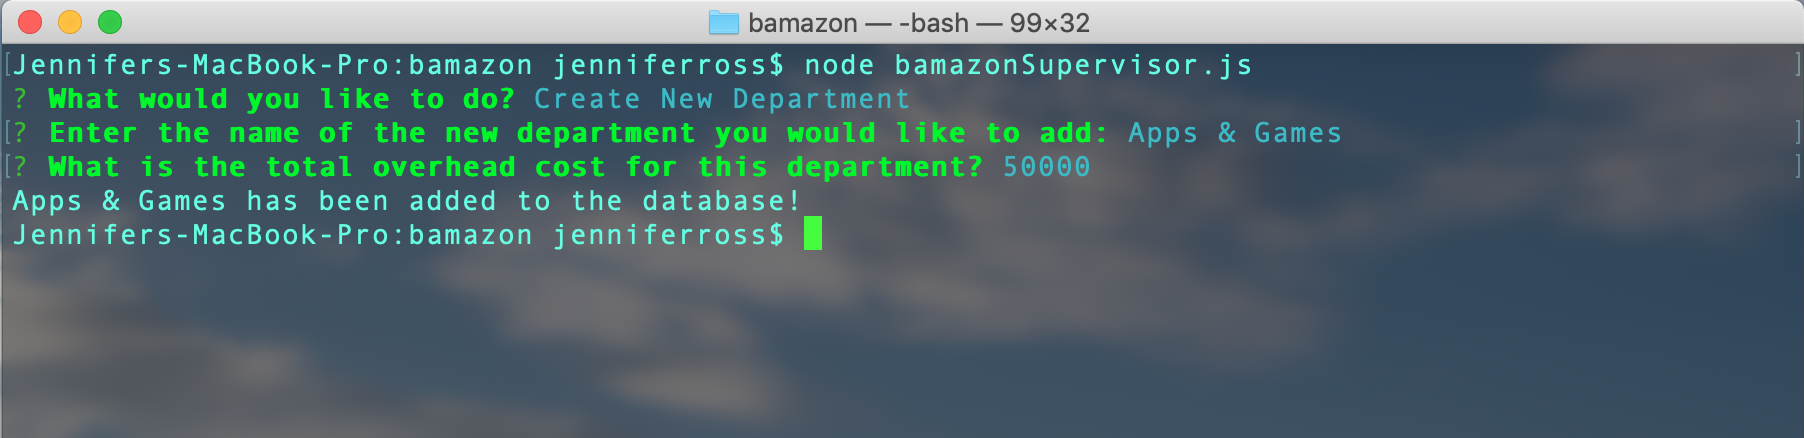 bamazon — -bash — 99×32
[Jennifers-MacBook-Pro:bamazon jenniferross$ node bamazonSupervisor.js ]
? What would you like to do? Create New Department
[? Enter the name of the new department you would like to add: Apps & Games ]
[? What is the total overhead cost for this department? 50000 ]
Apps & Games has been added to the database!
Jennifers-MacBook-Pro:bamazon jenniferross$